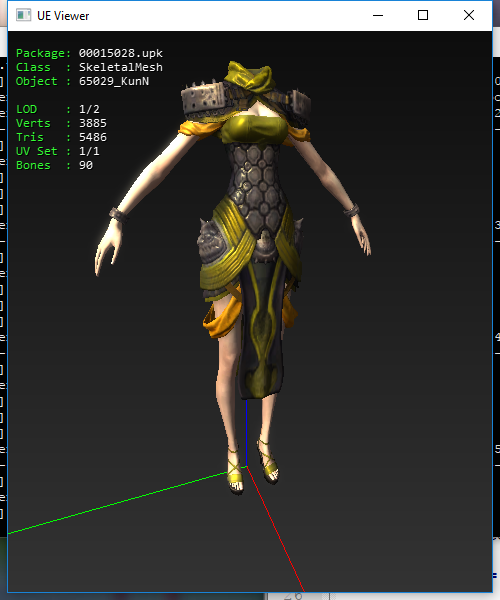 UE Viewer
Package: 00015028.upk
Class : SkeletalMesh
Object : 65029_KunN
LOD : 1/2
Verts : 3885
Tris : 5486
UV Set : 1/1
Bones : 90